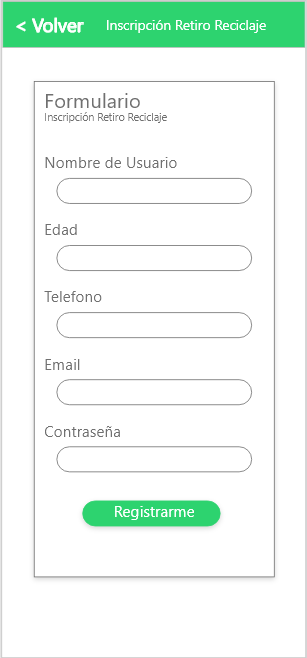 < Volver Inscripción Retiro Reciclaje
Formulario
Inscripción Retiro Reciclaje
Nombre de Usuario
Edad
Telefono
Email
Contraseña
Registrarme